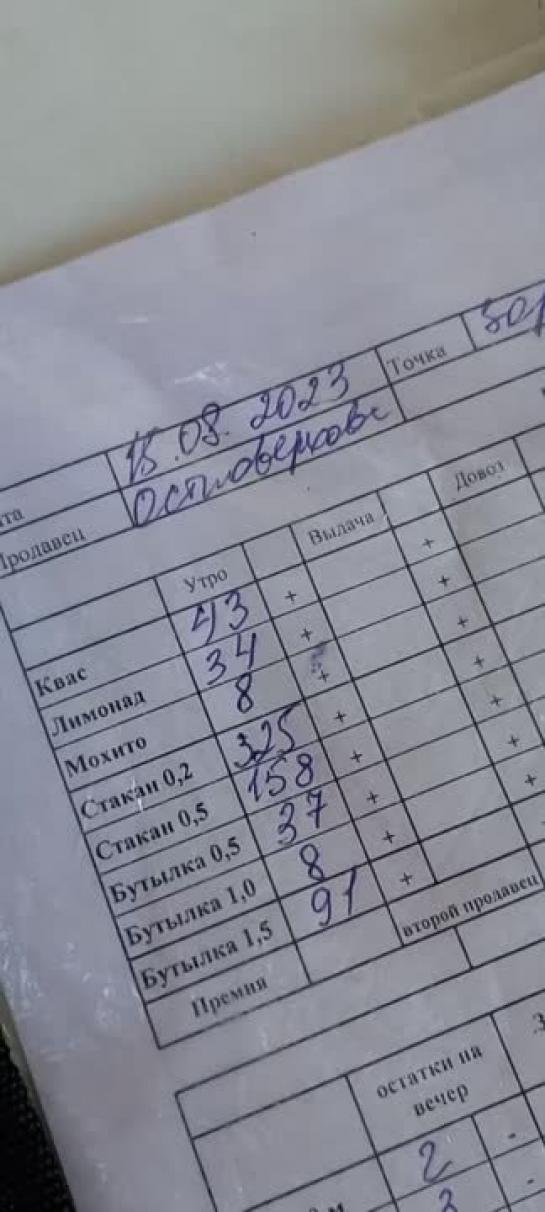 15.08.2023 Точка
Продавец
Утро Выдача Довоз
Квас 43 + +
Лимонад 34 + +
Мохито 8 + +
Стакан 0,2 325 + +
Стакан 0,5 158 + +
Бутылка 0,5 37 + +
Бутылка 1,0 8 + +
Бутылка 1,5 91 +
Премия второй продавец
остатки на
вечер
2 -
3 -